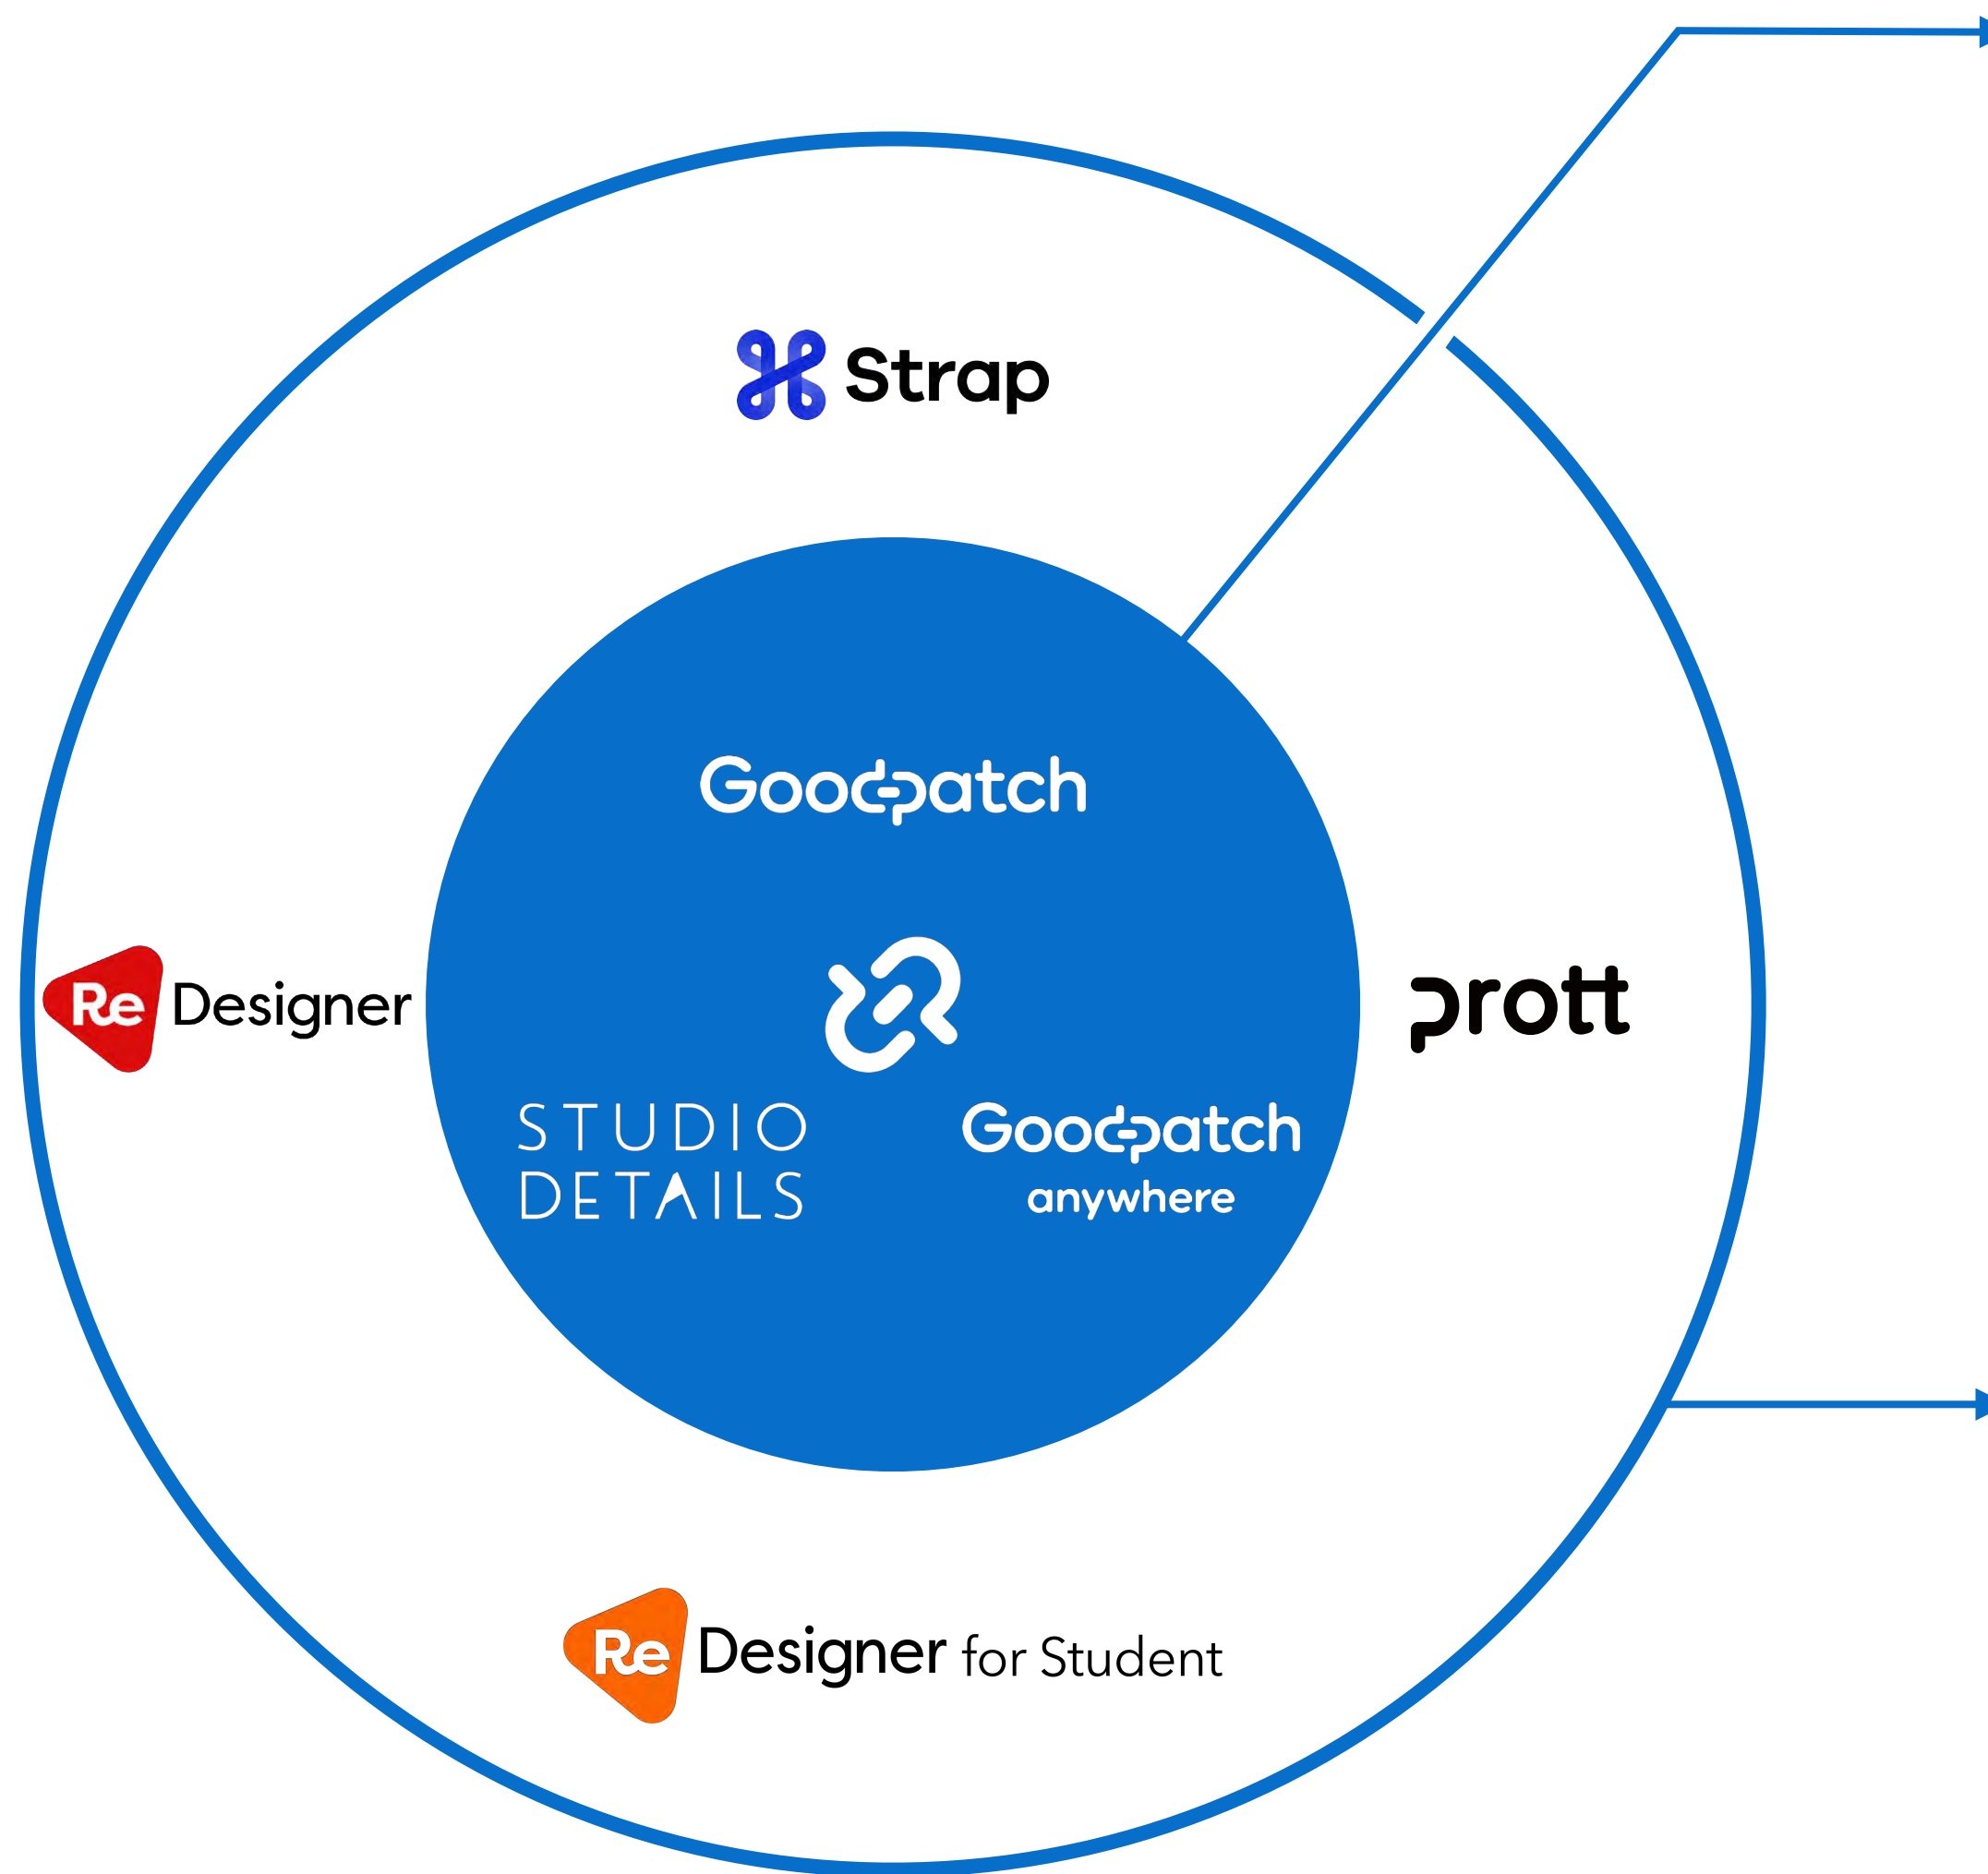 Strap
Goodpatch
Re Designer
prott
STUDIO
DETAILS
Goodpatch
anywhere
Re Designer for Student